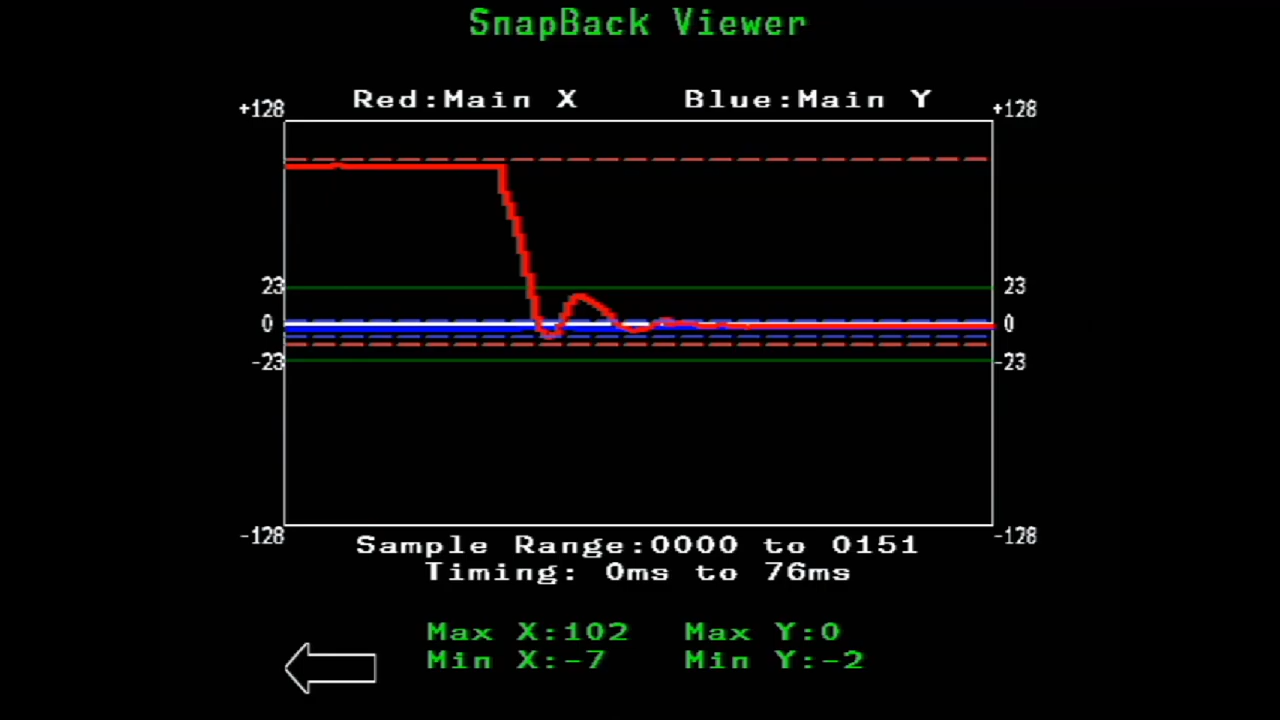 SnapBack Viewer
Red:Main X Blue:Main Y
+128 +128
23 23
0 0
-23 -23
-128 -128
Sample Range:0000 to 0151
Timing: 0ms to 76ms
Max X:102 Max Y:0
Min X:-7 Min Y:-2